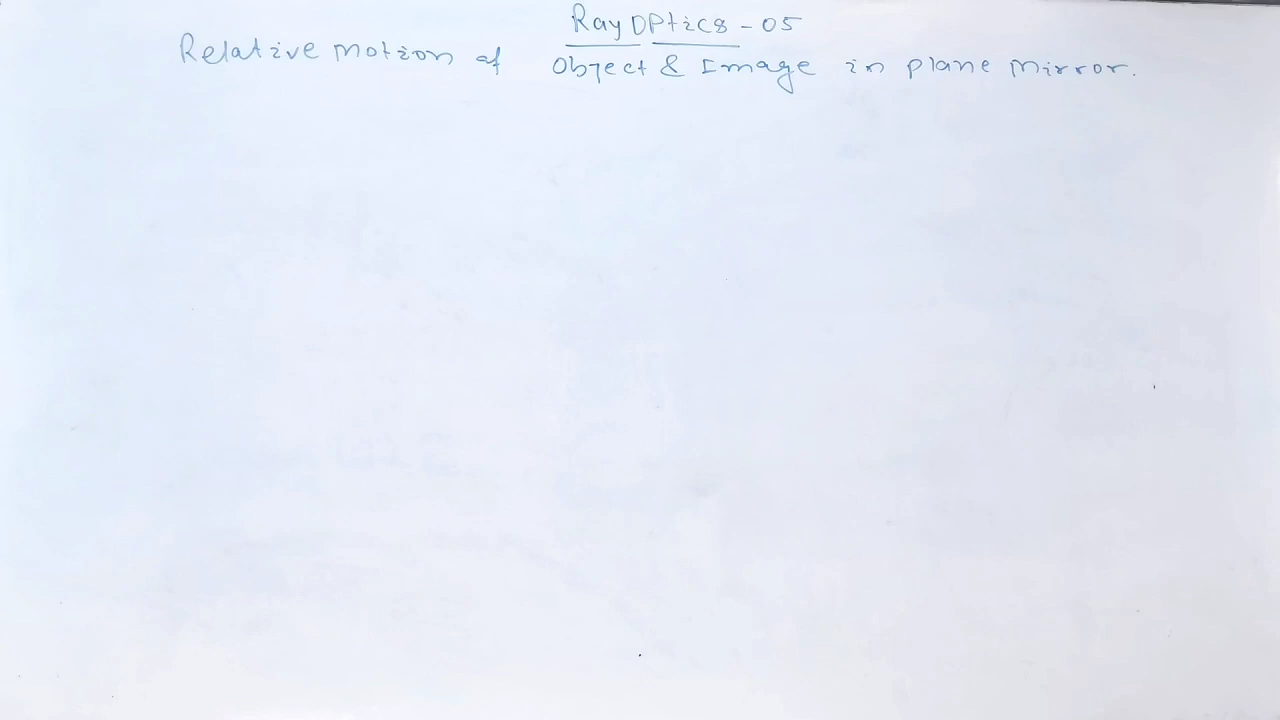 Ray Optics - 05
Relative motion of object & Image in plane mirror.